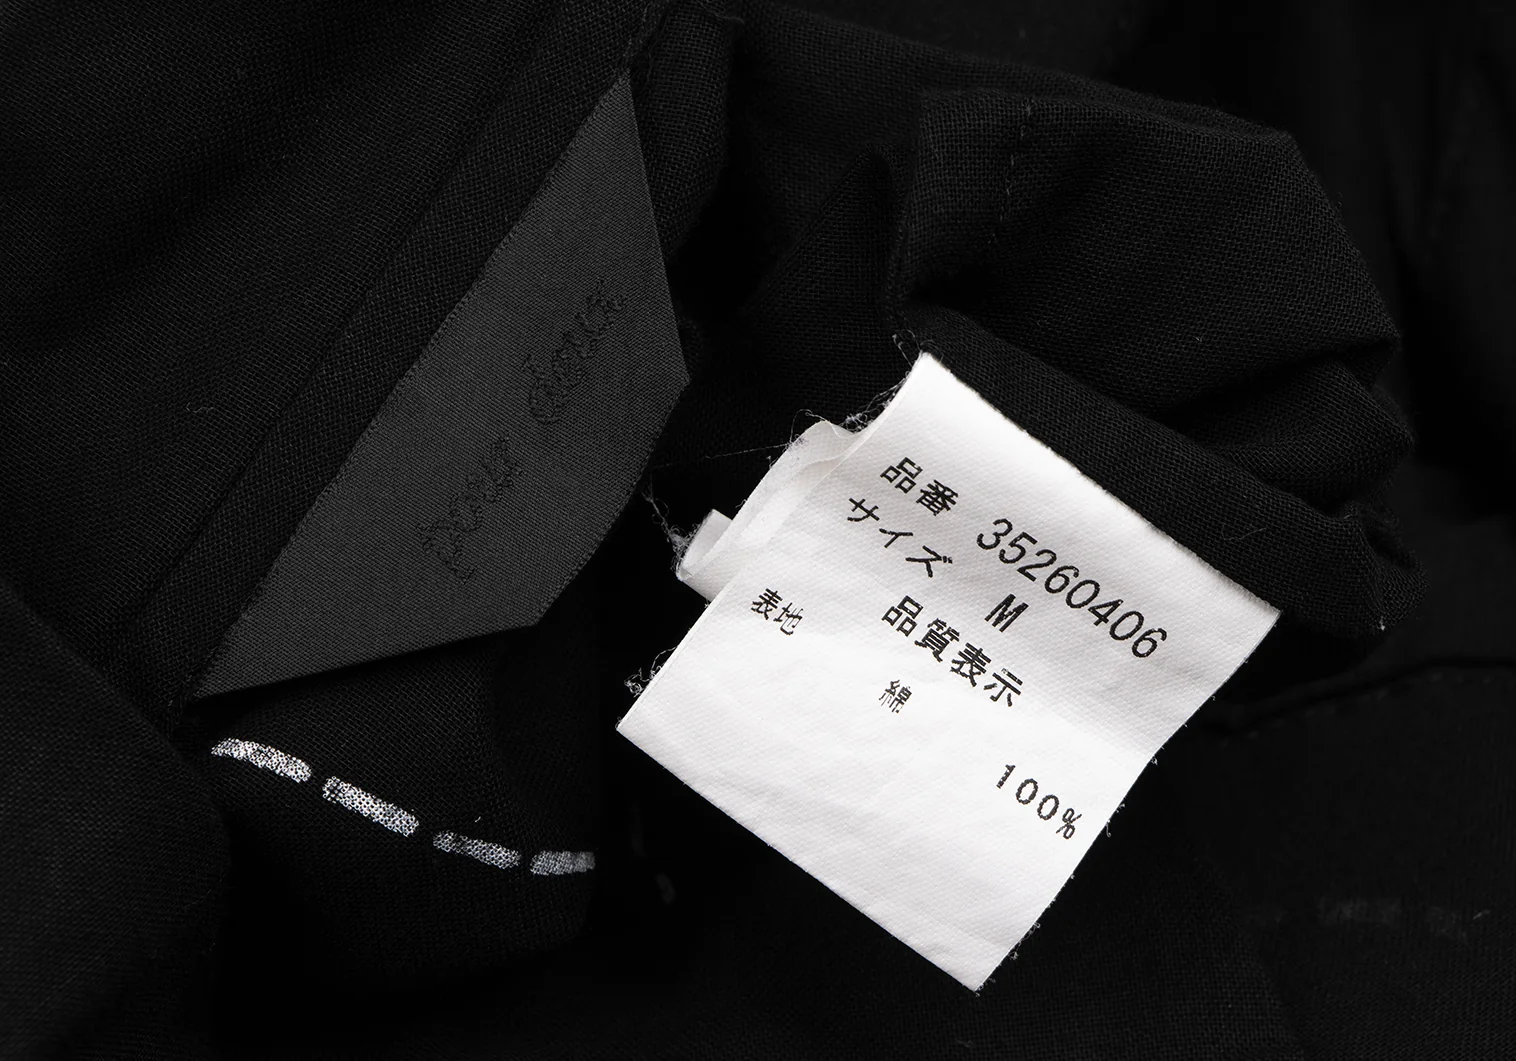 品番 35260406
サイズ M
品質表示
表地 綿 100%